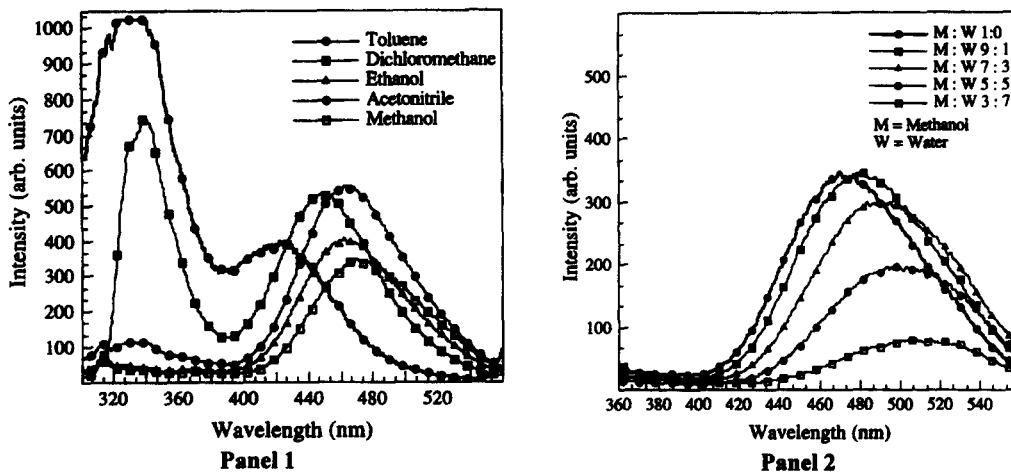 1000
900
800
700
600
500
400
300
200
100
320
360
400
440
480
520
Intensity (arb. units)
Wavelength (nm)
Toluene
Dichloromethane
Ethanol
Acetonitrile
Methanol
Panel 1
500
400
300
200
100
360
380
400
420
440
460
480
500
520
540
Intensity (arb. units)
Wavelength (nm)
M : W 1:0
M : W 9 : 1
M : W 7 : 3
M : W 5 : 5
M : W 3 : 7
M = Methanol
W = Water
Panel 2